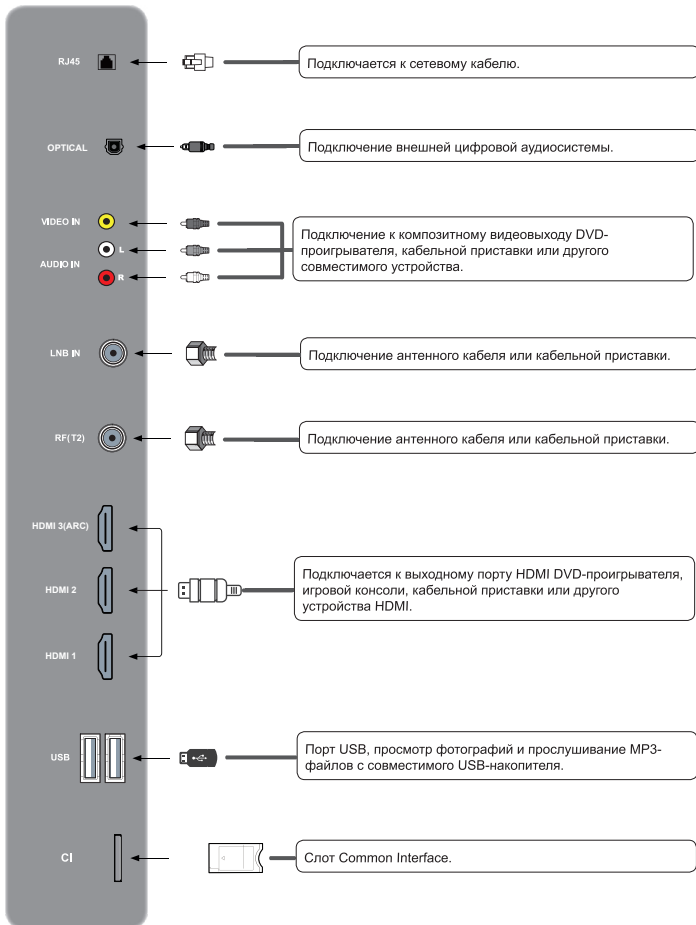 RJ45
Подключается к сетевому кабелю.
OPTICAL
Подключение внешней цифровой аудиосистемы.
VIDEO IN
L
AUDIO IN
R
Подключение к композитному видеовыходу DVD-
проигрывателя, кабельной приставки или другого
совместимого устройства.
LNB IN
Подключение антенного кабеля или кабельной приставки.
RF(T2)
Подключение антенного кабеля или кабельной приставки.
HDMI 3(ARC)
HDMI 2
HDMI 1
Подключается к выходному порту HDMI DVD-проигрывателя,
игровой консоли, кабельной приставки или другого
устройства HDMI.
USB
Порт USB, просмотр фотографий и прослушивание MP3-
файлов с совместимого USB-накопителя.
CI
Слот Common Interface.